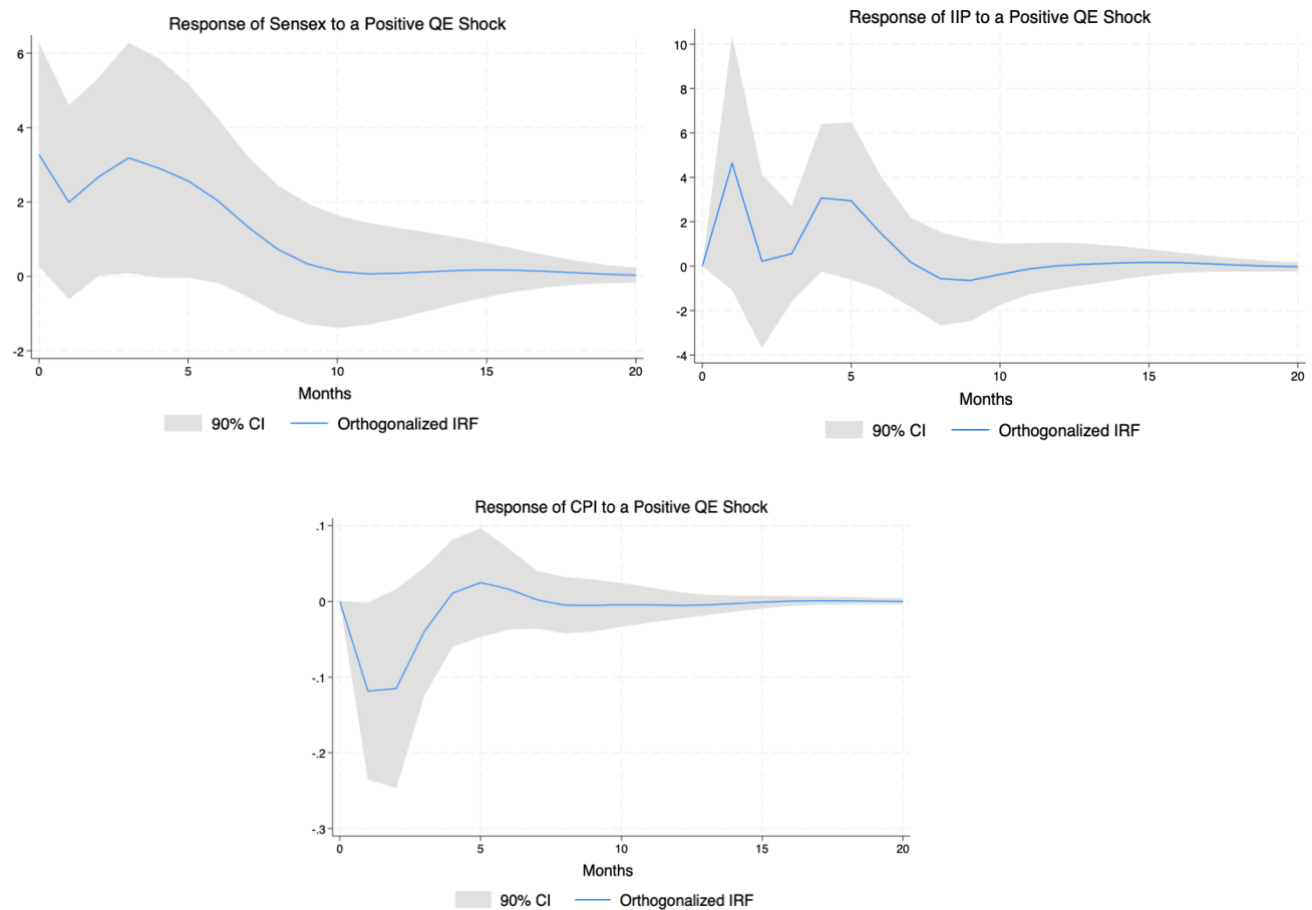 Response of Sensex to a Positive QE Shock
6
4
2
0
-2
0 5 10 15 20
Months
90% CI Orthogonalized IRF
Response of IIP to a Positive QE Shock
10
8
6
4
2
0
-2
-4
0 5 10 15 20
Months
90% CI Orthogonalized IRF
Response of CPI to a Positive QE Shock
.1
0
-.1
-.2
-.3
0 5 10 15 20
Months
90% CI Orthogonalized IRF